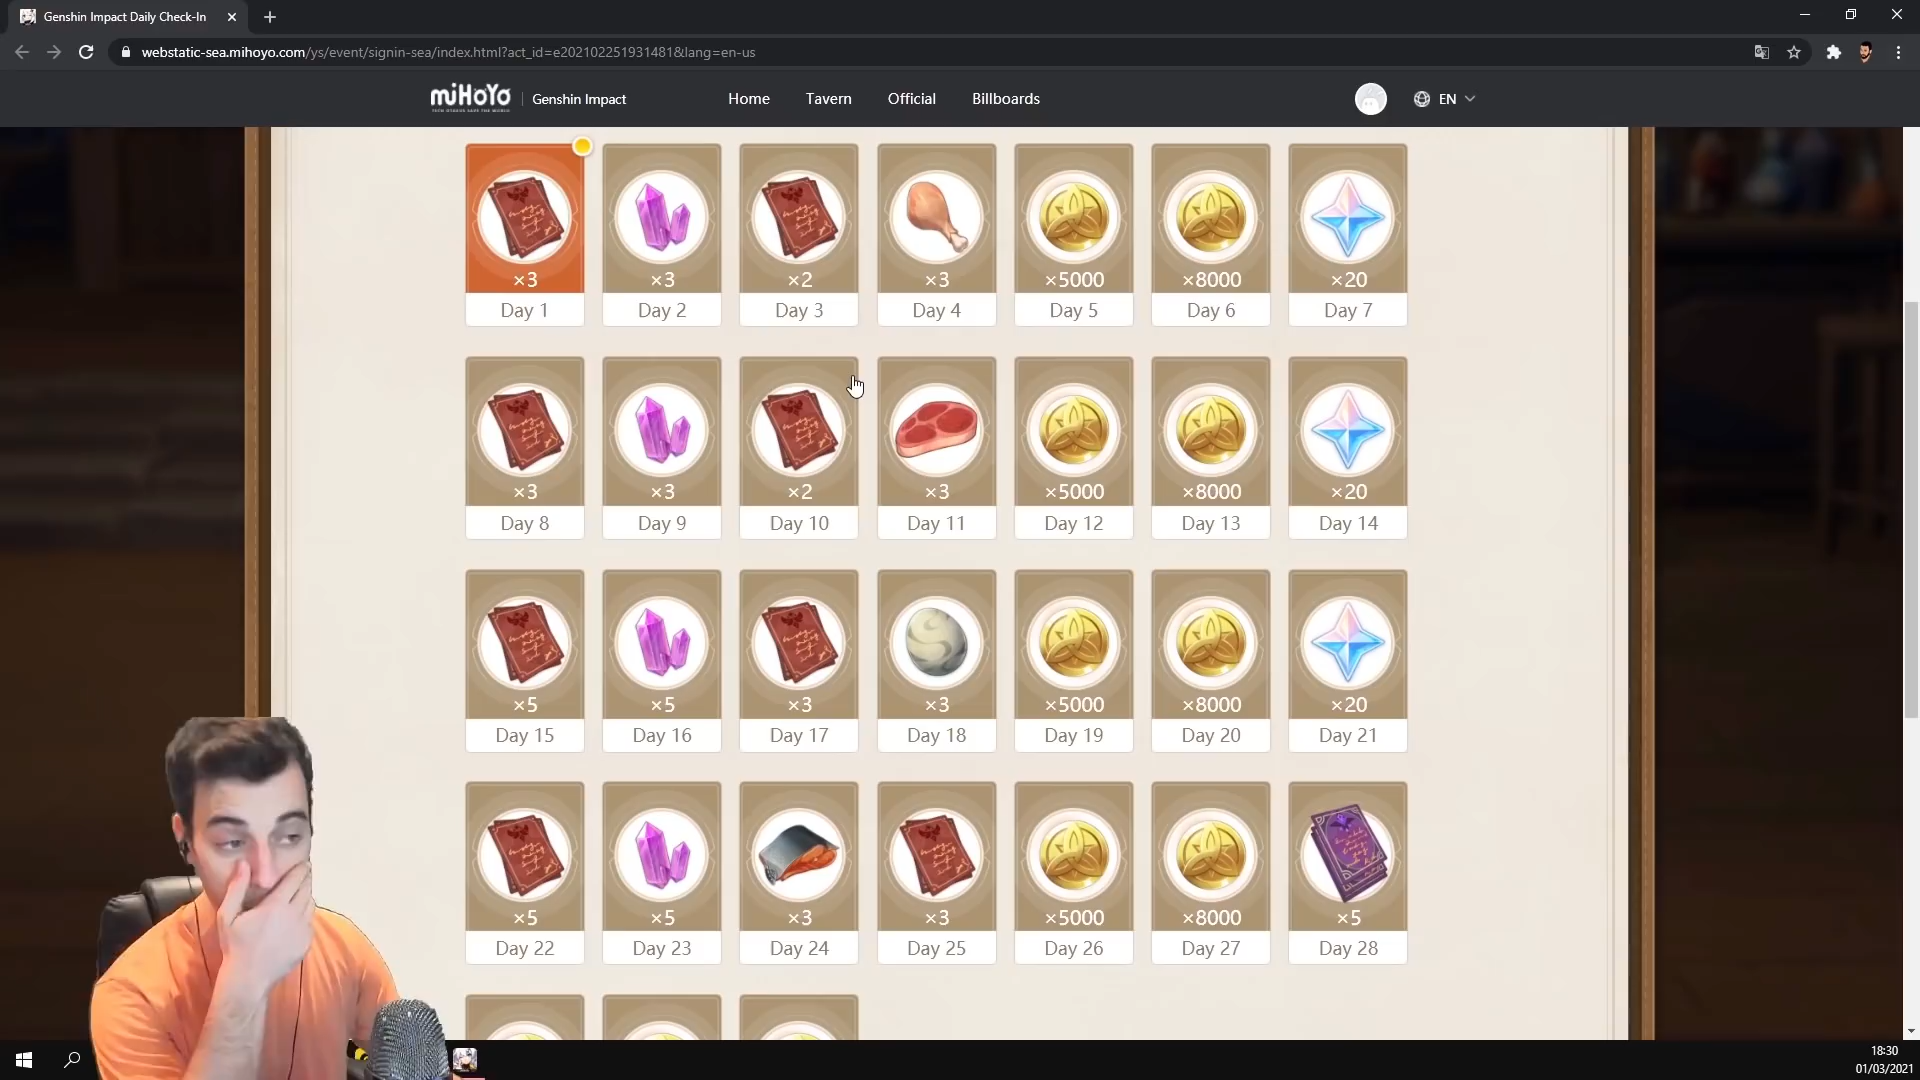 Genshin Impact Daily Check-In
webstatic-sea.mihoyo.com/ys/event/signin-sea/index.html?act_id=e202102251931481&lang=en-us
miHoYo
Genshin Impact
Home
Tavern
Official
Billboards
EN
×3
×3
×2
×3
×5000
×8000
×20
Day 1
Day 2
Day 3
Day 4
Day 5
Day 6
Day 7
×3
×3
×2
×3
×5000
×8000
×20
Day 8
Day 9
Day 10
Day 11
Day 12
Day 13
Day 14
×5
×5
×3
×3
×5000
×8000
×20
Day 15
Day 16
Day 17
Day 18
Day 19
Day 20
Day 21
×5
×5
×3
×3
×5000
×8000
×5
Day 22
Day 23
Day 24
Day 25
Day 26
Day 27
Day 28
18:30
01/03/2021